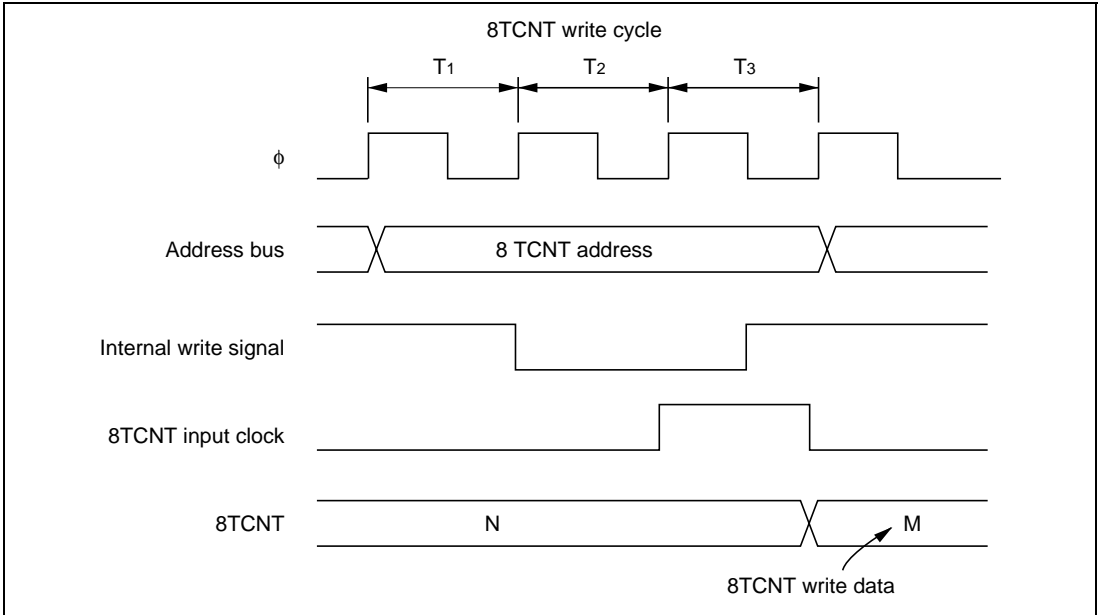 8TCNT write cycle
T1 T2 T3
ϕ
Address bus 8 TCNT address
Internal write signal
8TCNT input clock
8TCNT N M
8TCNT write data